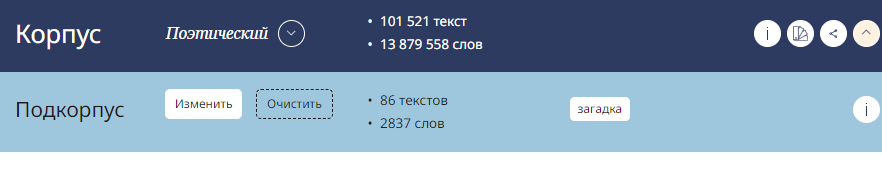 Корпус
Поэтический
• 101 521 текст
• 13 879 558 слов
i
Подкорпус
Изменить
Очистить
• 86 текстов
• 2837 слов
загадка
i